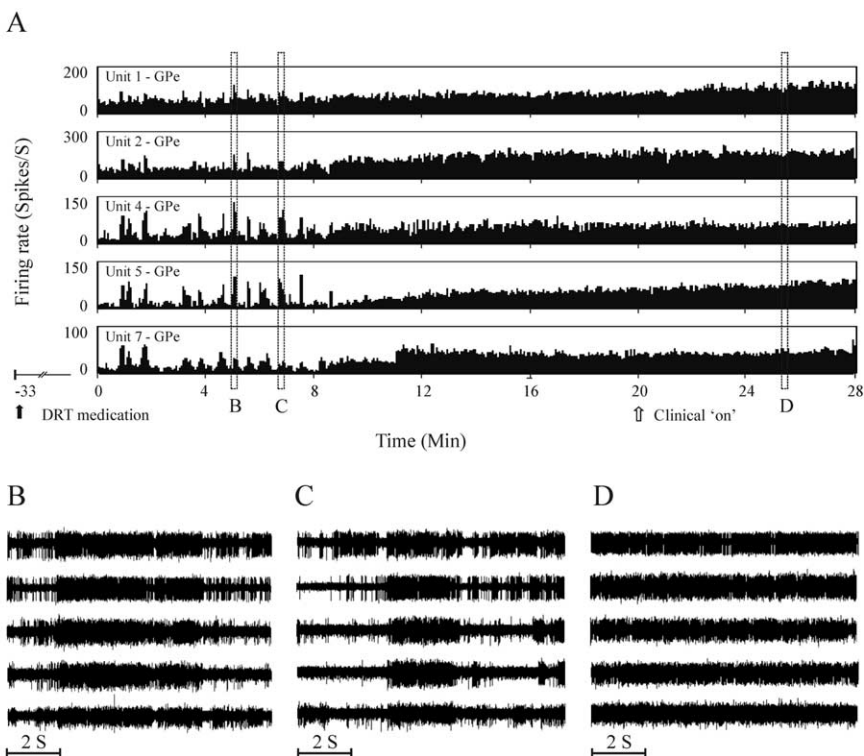 A
Firing rate (Spikes/S)
200
0
Unit 1 - GPe
300
0
Unit 2 - GPe
150
0
Unit 4 - GPe
150
0
Unit 5 - GPe
100
0
Unit 7 - GPe
-33 0 4 8 12 16 20 24 28
DRT medication B C Clinical ‘on’ D
Time (Min)
B C D
2 S 2 S 2 S